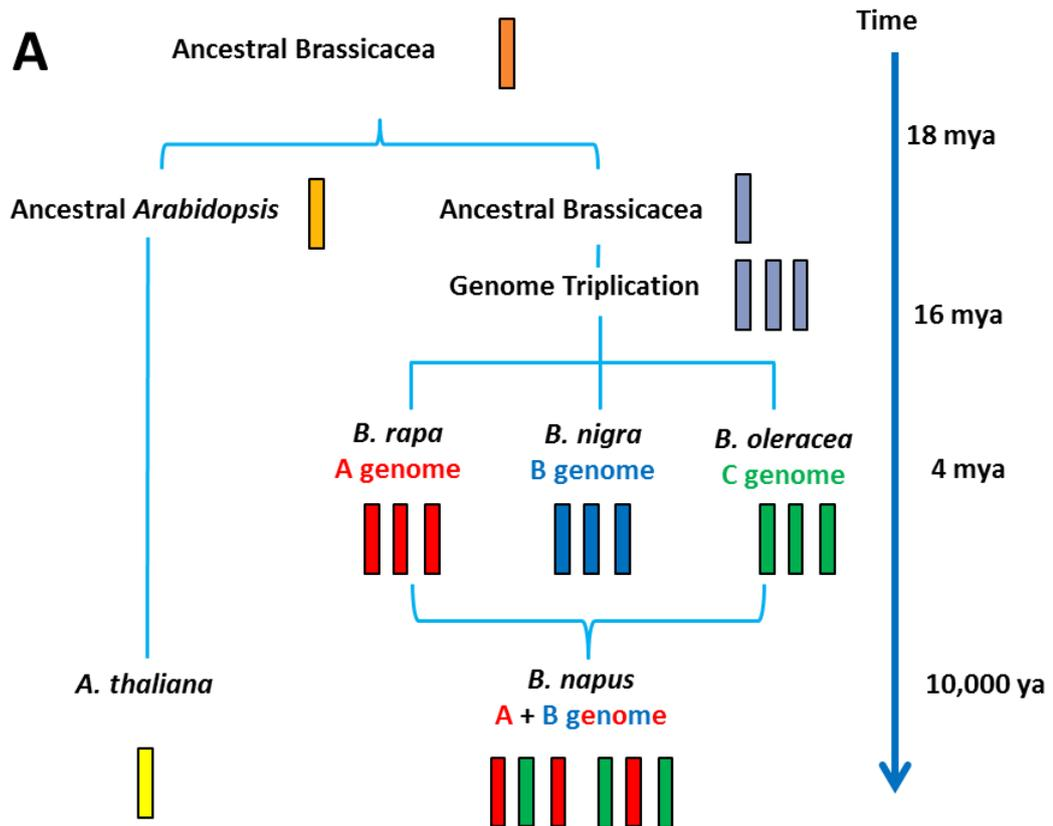 A
Time
Ancestral Brassicacea
18 mya
Ancestral Arabidopsis
Ancestral Brassicacea
Genome Triplication
16 mya
B. rapa
A genome
B. nigra
B genome
B. oleracea
C genome
4 mya
A. thaliana
B. napus
A + B genome
10,000 ya